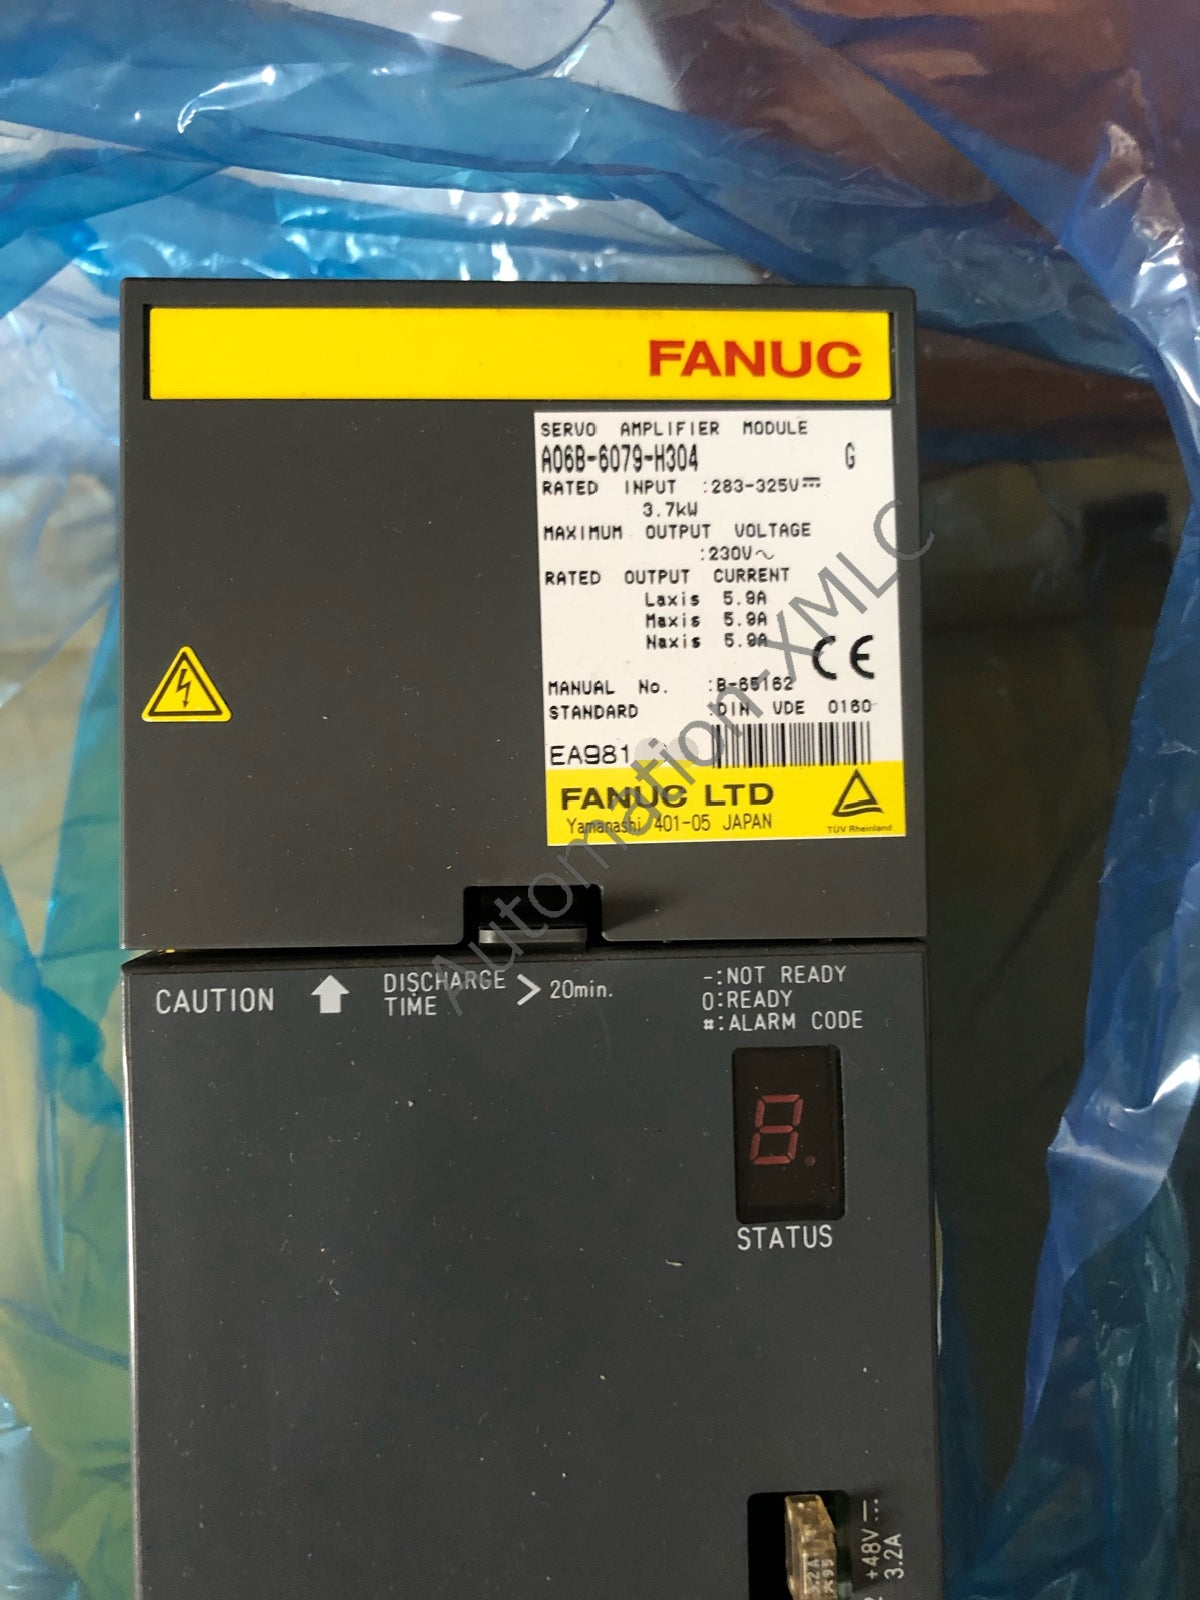 FANUC
SERVO AMPLIFIER MODULE
A06B-6079-H304 G
RATED INPUT :283-325V⎓
3.7kW
MAXIMUM OUTPUT VOLTAGE
:230V~
RATED OUTPUT CURRENT
Laxis 5.9A
Maxis 5.9A
Naxis 5.9A
CE
MANUAL No. :B-65162
STANDARD :DIN VDE 0160
EA981
FANUC LTD
Yamanashi 401-05 JAPAN
TÜV Rheinland
Automation-XMLC
CAUTION
DISCHARGE
TIME
> 20min.
-:NOT READY
0:READY
#:ALARM CODE
8.
STATUS
+48V⎓
3.2A